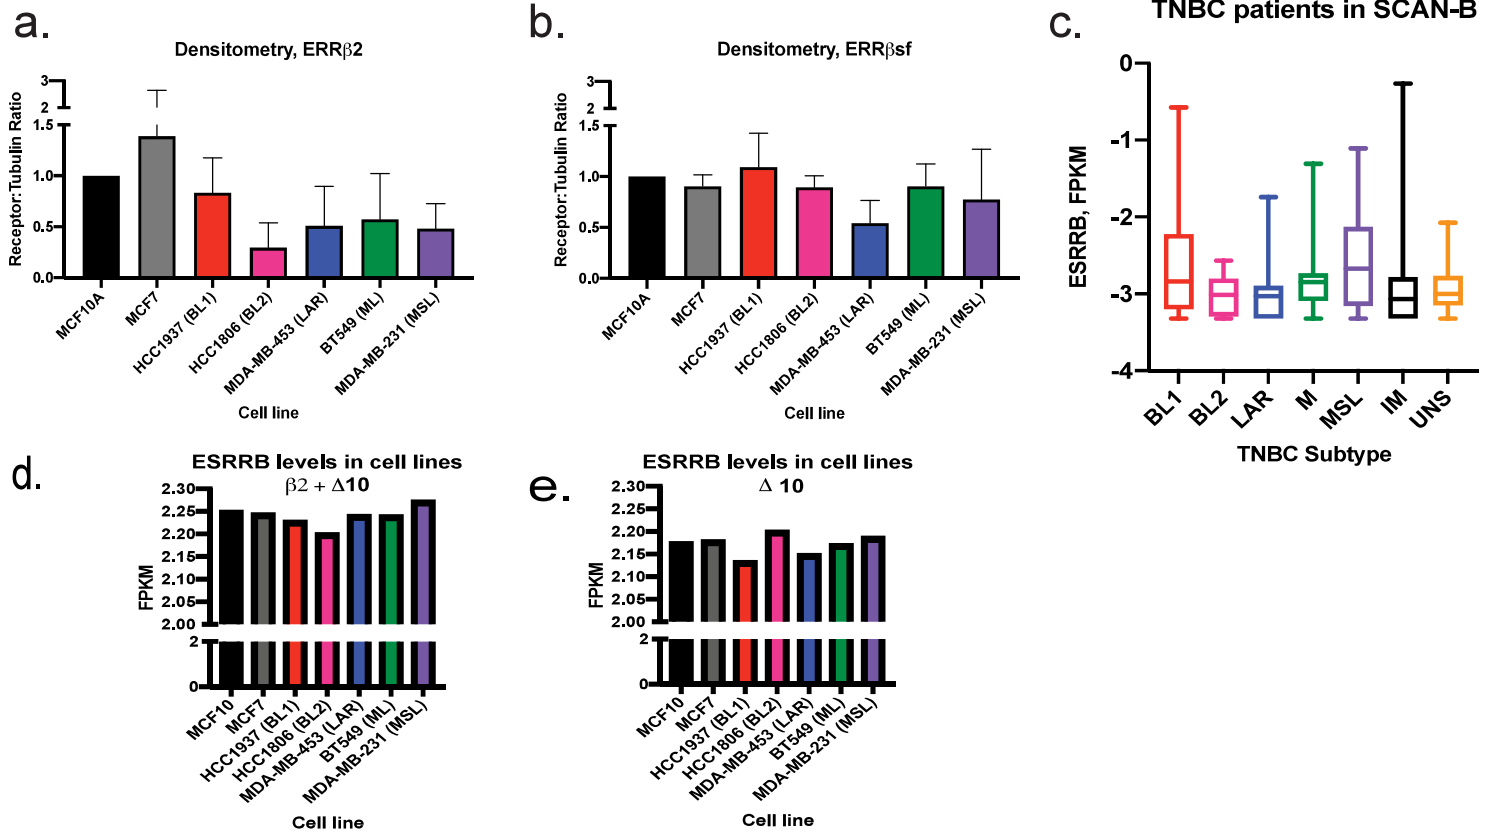 a.
Densitometry, ERRβ2
Receptor:Tubulin Ratio
3
2
1.5
1.0
0.5
0.0
MCF10A
MCF7
HCC1937 (BL1)
HCC1806 (BL2)
MDA-MB-453 (LAR)
BT549 (ML)
MDA-MB-231 (MSL)
Cell line
b.
Densitometry, ERRβsf
Receptor:Tubulin Ratio
3
2
1.5
1.0
0.5
0.0
MCF10A
MCF7
HCC1937 (BL1)
HCC1806 (BL2)
MDA-MB-453 (LAR)
BT549 (ML)
MDA-MB-231 (MSL)
Cell line
c.
TNBC patients in SCAN-B
ESRRB, FPKM
0
-1
-2
-3
-4
BL1
BL2
LAR
M
MSL
IM
UNS
TNBC Subtype
d.
ESRRB levels in cell lines
β2 + Δ10
FPKM
2.30
2.25
2.20
2.15
2.10
2.05
2.00
2
0
MCF10
MCF7
HCC1937 (BL1)
HCC1806 (BL2)
MDA-MB-453 (LAR)
BT549 (ML)
MDA-MB-231 (MSL)
Cell line
e.
ESRRB levels in cell lines
Δ 10
FPKM
2.30
2.25
2.20
2.15
2.10
2.05
2.00
2
0
MCF10
MCF7
HCC1937 (BL1)
HCC1806 (BL2)
MDA-MB-453 (LAR)
BT549 (ML)
MDA-MB-231 (MSL)
Cell line